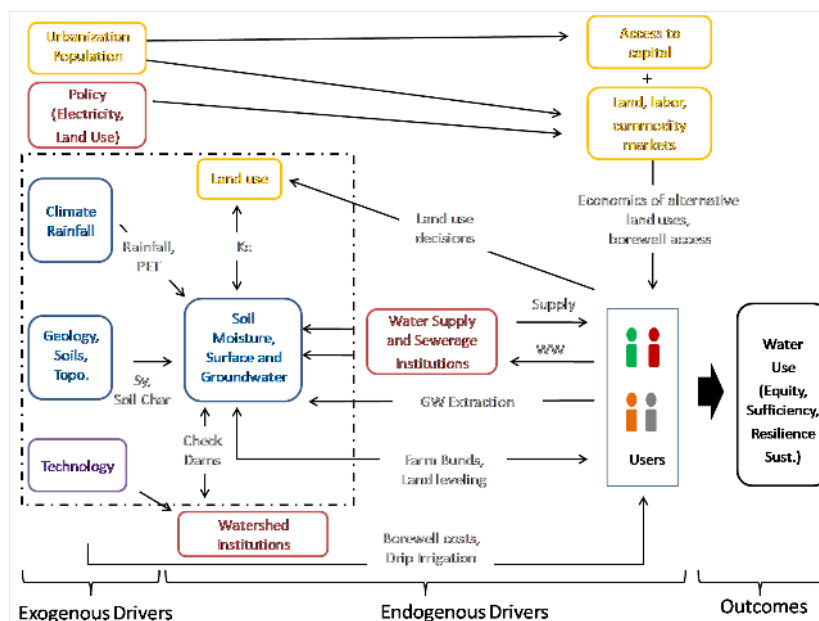 Urbanization
Population
Access to
capital
+
Policy
(Electricity,
Land Use)
Land, labor,
commodity
markets
Land use
Climate
Rainfall
Rainfall,
PET
Kc
Land use
decisions
Economics of alternative
land uses,
borewell access
Geology,
Soils,
Topo.
Sy,
Soil Char
Soil
Moisture,
Surface and
Groundwater
Water Supply
and Sewerage
Institutions
Supply
WW
GW Extraction
Users
Water
Use
(Equity,
Sufficiency,
Resilience
Sust.)
Technology
Check
Dams
Farm Bunds,
Land leveling
Watershed
Institutions
Borewell costs,
Drip Irrigation
Exogenous Drivers
Endogenous Drivers
Outcomes